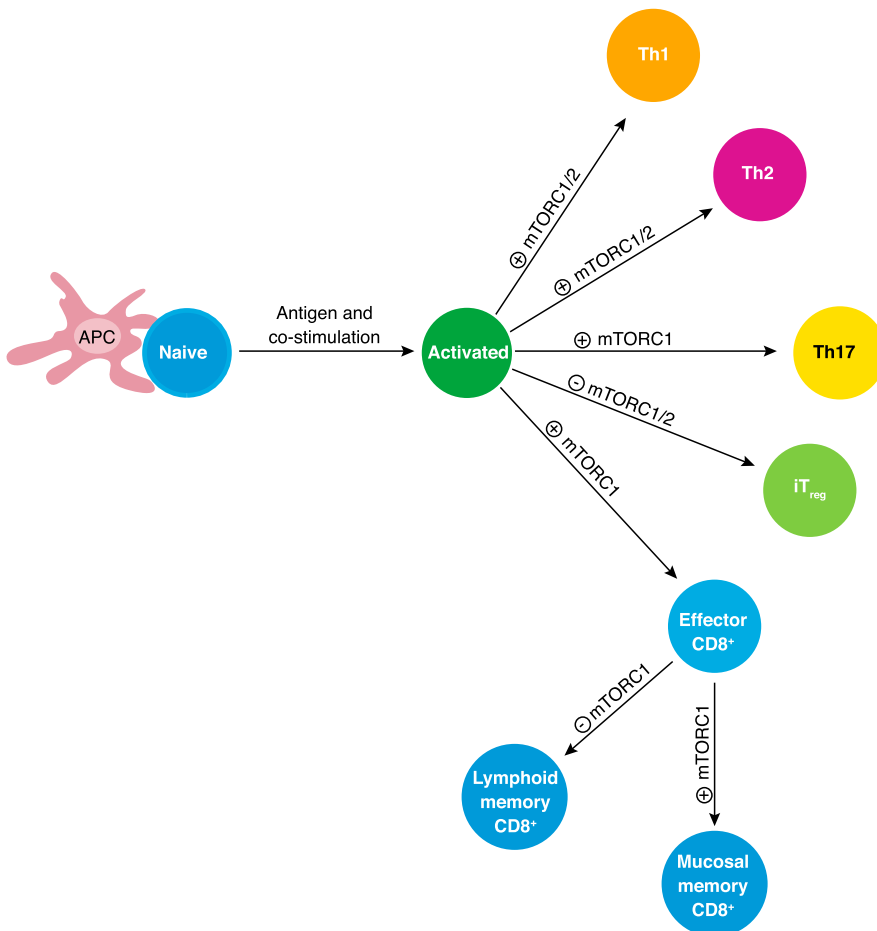 Th1
⊕ mTORC1/2
Th2
⊕ mTORC1/2
Antigen and
co-stimulation
APC
Naive
Activated
⊕ mTORC1
Th17
⊖ mTORC1/2
iTreg
⊕ mTORC1
Effector
CD8⁺
⊖ mTORC1
⊕ mTORC1
Lymphoid
memory
CD8⁺
Mucosal
memory
CD8⁺